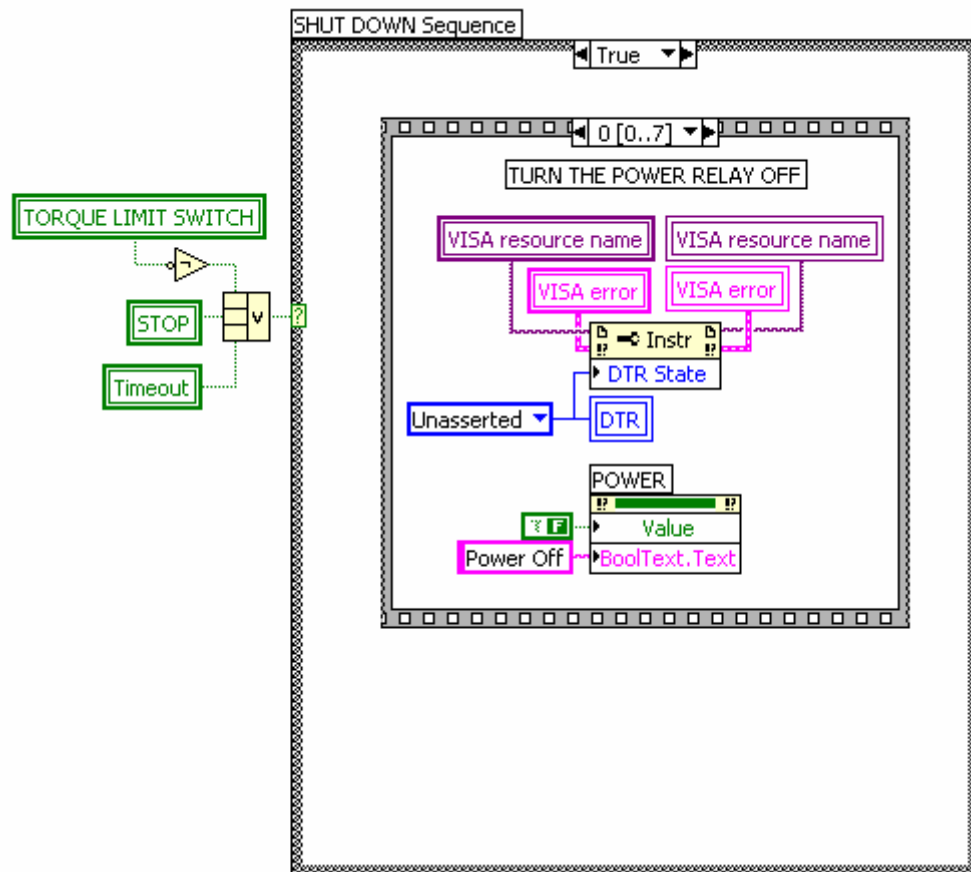 SHUT DOWN Sequence
True
0 [0..7]
TURN THE POWER RELAY OFF
TORQUE LIMIT SWITCH
VISA resource name
VISA resource name
VISA error
VISA error
STOP
V
?
Instr
DTR State
Timeout
Unasserted
DTR
POWER
F
Value
Power Off
BoolText.Text